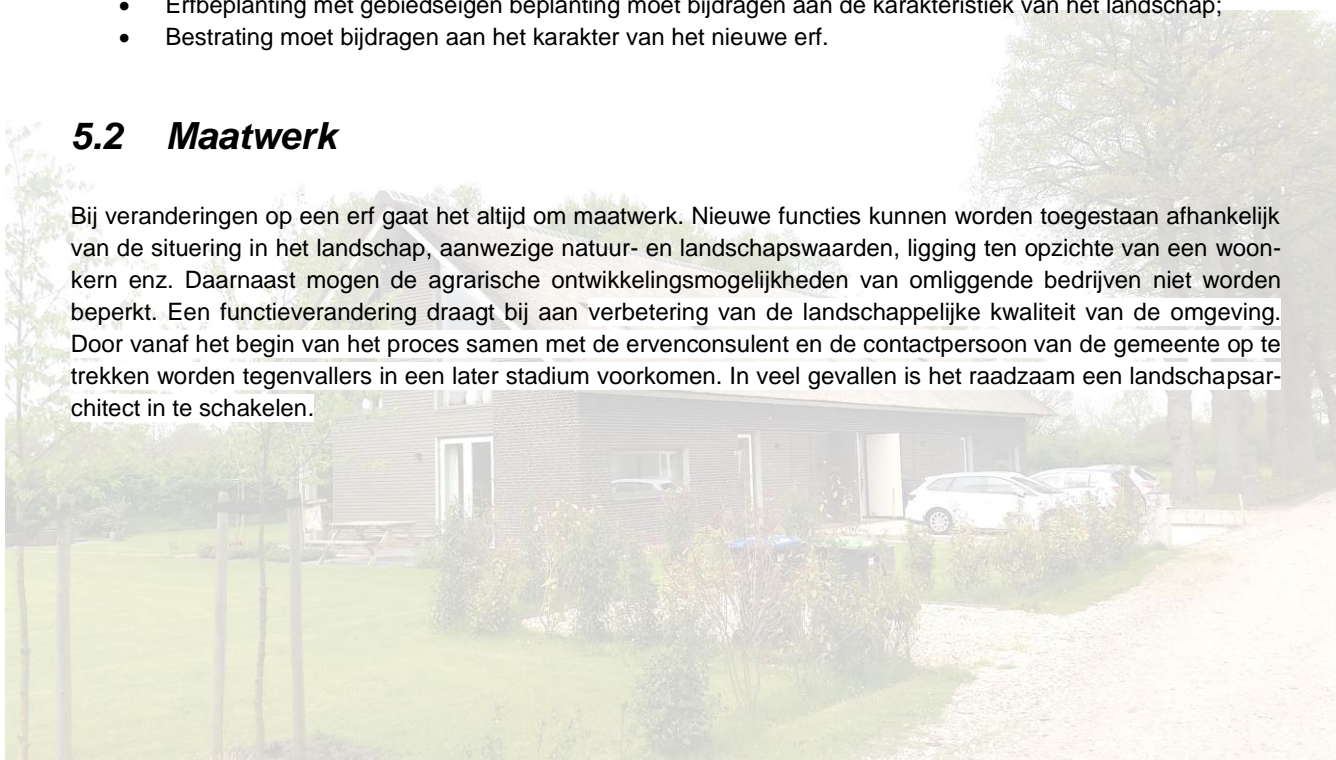 • Erfbeplanting met gebiedseigen beplanting moet bijdragen aan de karakteristiek van het landschap;
• Bestrating moet bijdragen aan het karakter van het nieuwe erf.
5.2 Maatwerk
Bij veranderingen op een erf gaat het altijd om maatwerk. Nieuwe functies kunnen worden toegestaan afhankelijk
van de situering in het landschap, aanwezige natuur- en landschapswaarden, ligging ten opzichte van een woon-
kern enz. Daarnaast mogen de agrarische ontwikkelingsmogelijkheden van omliggende bedrijven niet worden
beperkt. Een functieverandering draagt bij aan verbetering van de landschappelijke kwaliteit van de omgeving.
Door vanaf het begin van het proces samen met de ervenconsulent en de contactpersoon van de gemeente op te
trekken worden tegenvallers in een later stadium voorkomen. In veel gevallen is het raadzaam een landschapsar-
chitect in te schakelen.